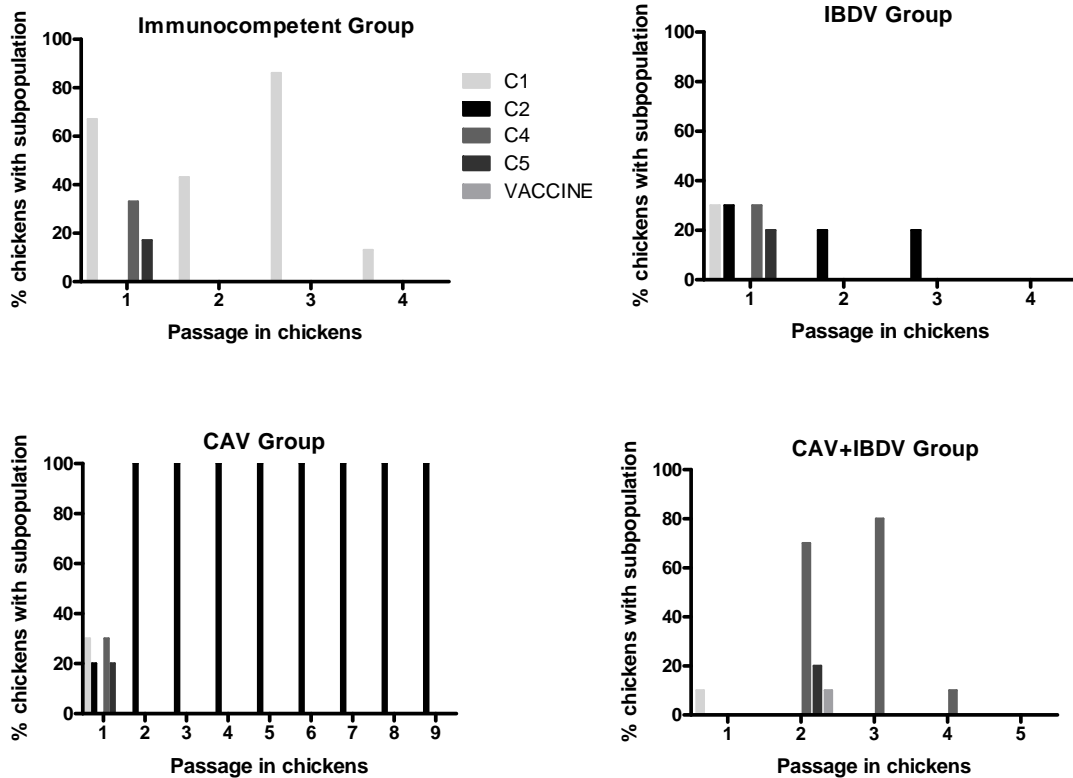 Immunocompetent Group
% chickens with subpopulation
100
80
60
40
20
0
1 2 3 4
Passage in chickens
C1
C2
C4
C5
VACCINE
IBDV Group
% chickens with subpopulation
100
80
60
40
20
0
1 2 3 4
Passage in chickens
CAV Group
% chickens with subpopulation
100
80
60
40
20
0
1 2 3 4 5 6 7 8 9
Passage in chickens
CAV+IBDV Group
% chickens with subpopulation
100
80
60
40
20
0
1 2 3 4 5
Passage in chickens